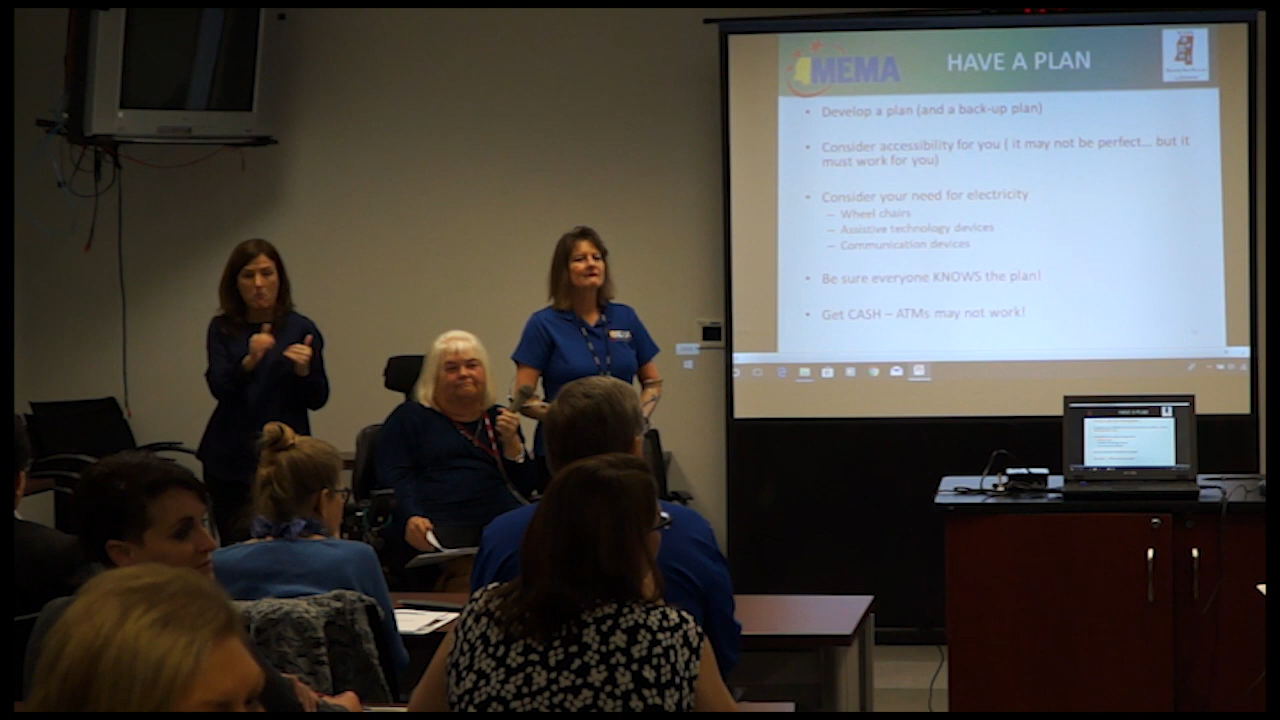 MEMA
HAVE A PLAN
• Develop a plan (and a back-up plan)
• Consider accessibility for you ( it may not be perfect... but it
must work for you)
• Consider your need for electricity
– Wheel chairs
– Assistive technology devices
– Communication devices
• Be sure everyone KNOWS the plan!
• Get CASH – ATMs may not work!
HAVE A PLAN